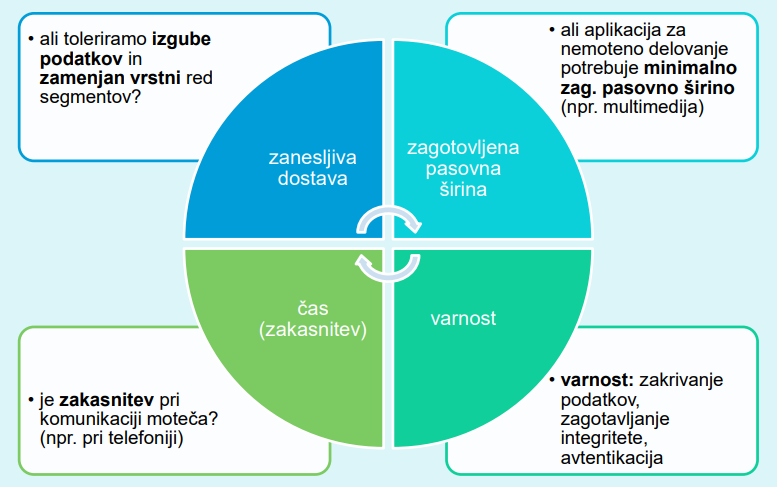 • ali toleriramo izgube
podatkov in
zamenjan vrstni red
segmentov?
• ali aplikacija za
nemoteno delovanje
potrebuje minimalno
zag. pasovno širino
(npr. multimedija)
zanesljiva
dostava
zagotovljena
pasovna
širina
čas
(zakasnitev)
varnost
• je zakasnitev pri
komunikaciji moteča?
(npr. pri telefoniji)
• varnost: zakrivanje
podatkov,
zagotavljanje
integritete,
avtentikacija